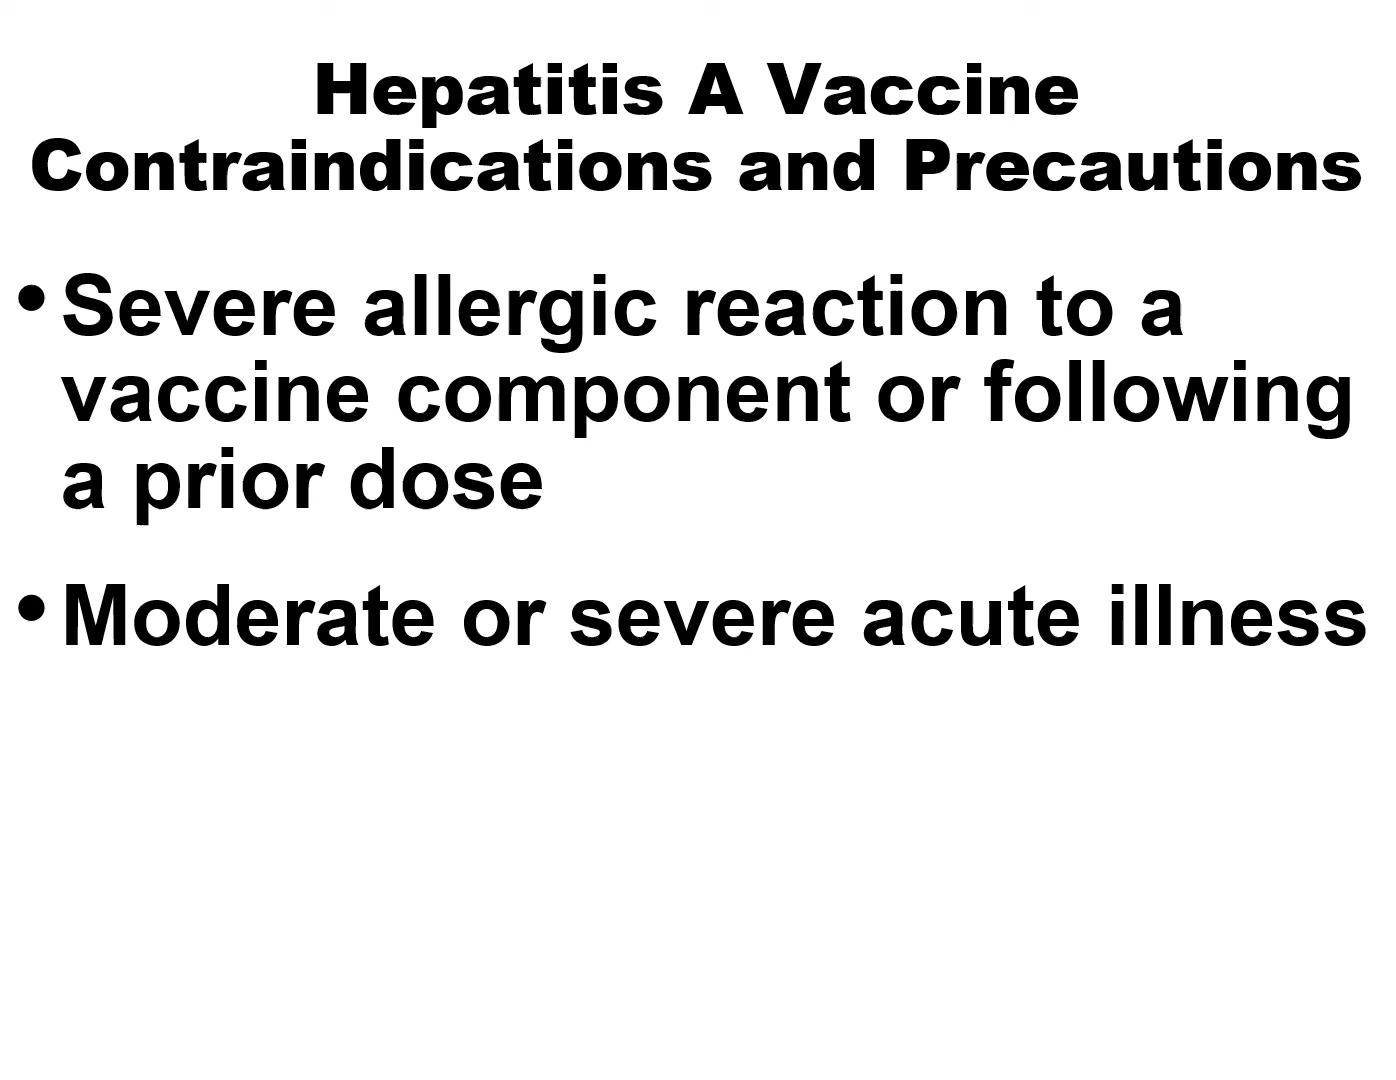 Hepatitis A Vaccine
Contraindications and Precautions
• Severe allergic reaction to a
vaccine component or following
a prior dose
• Moderate or severe acute illness